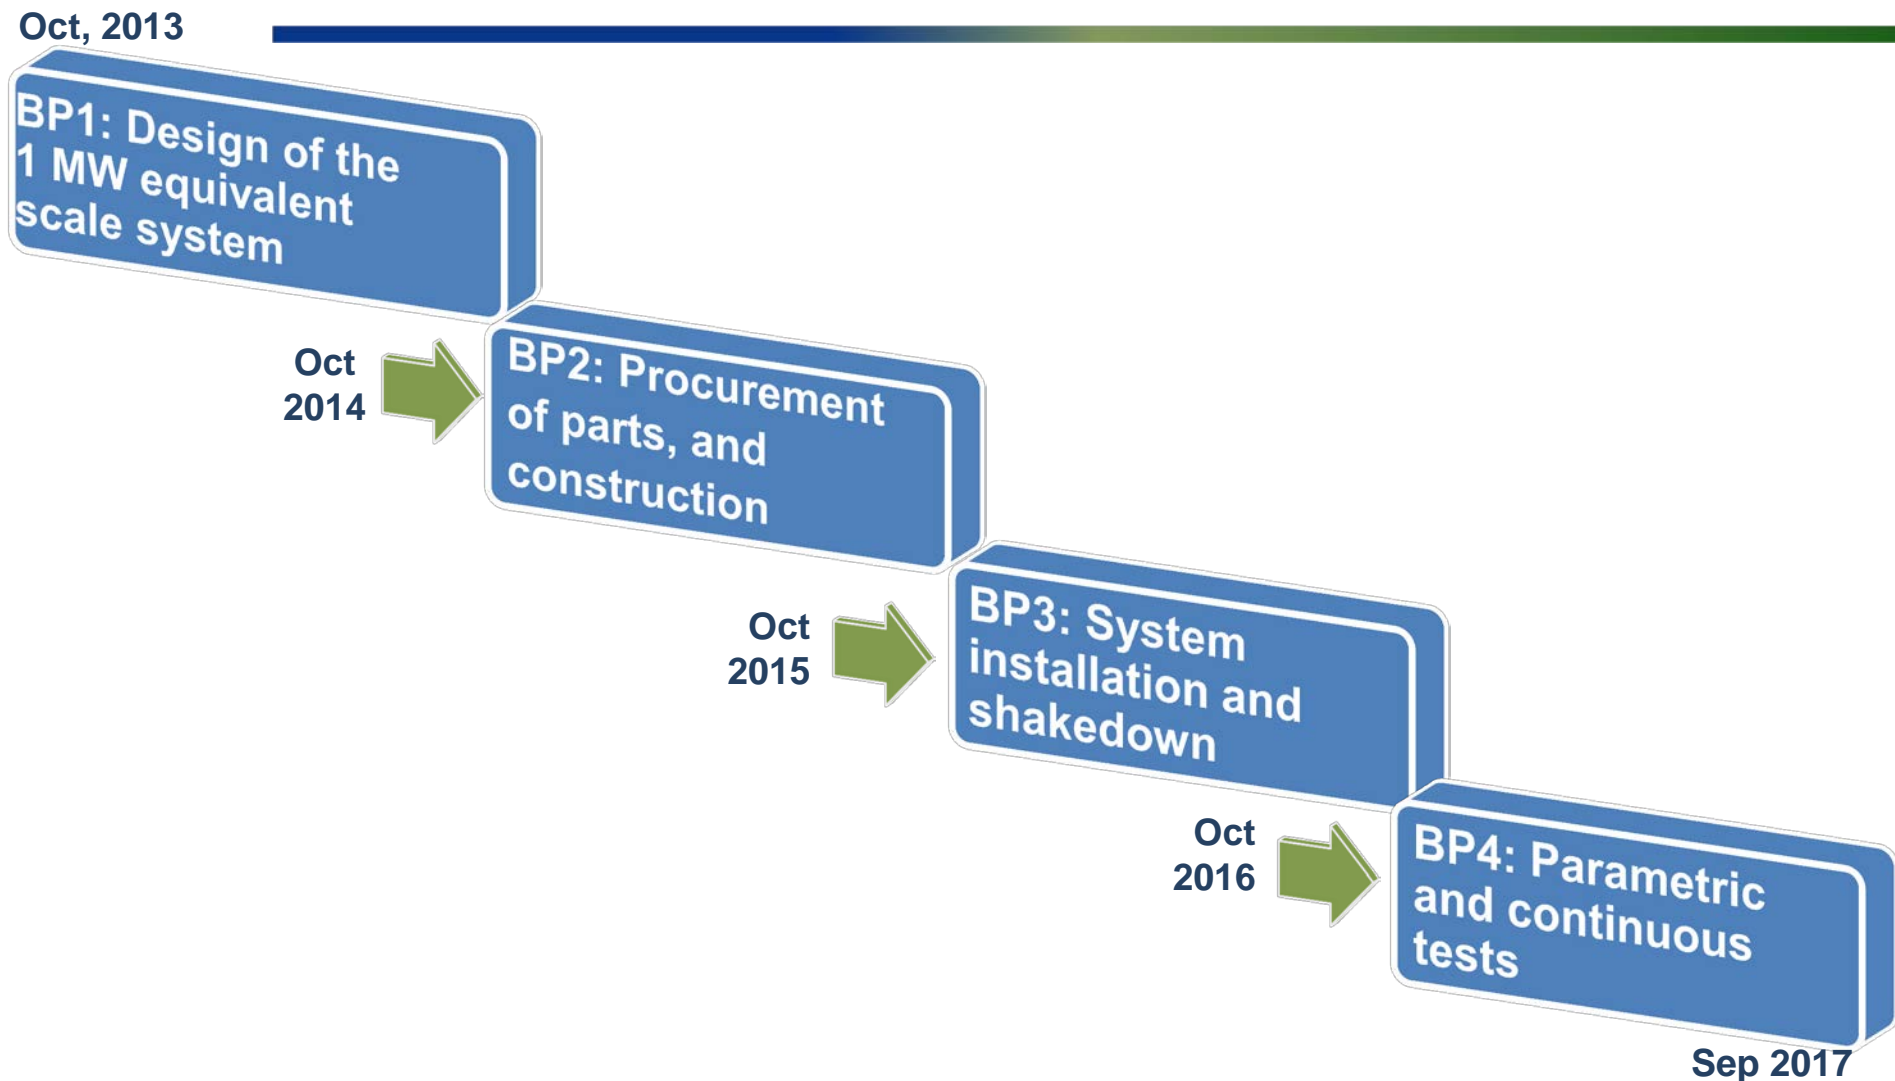 Oct, 2013
BP1: Design of the
1 MW equivalent
scale system
Oct
2014
BP2: Procurement
of parts, and
construction
Oct
2015
BP3: System
installation and
shakedown
Oct
2016
BP4: Parametric
and continuous
tests
Sep 2017